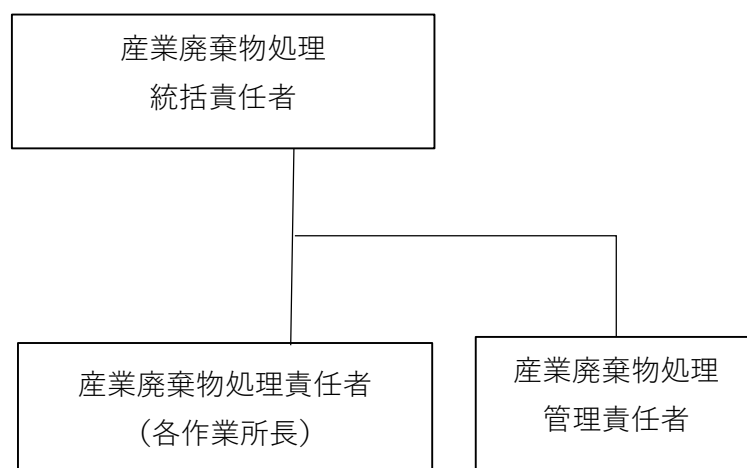 産業廃棄物処理
統括責任者
産業廃棄物処理責任者
（各作業所長）
産業廃棄物処理
管理責任者